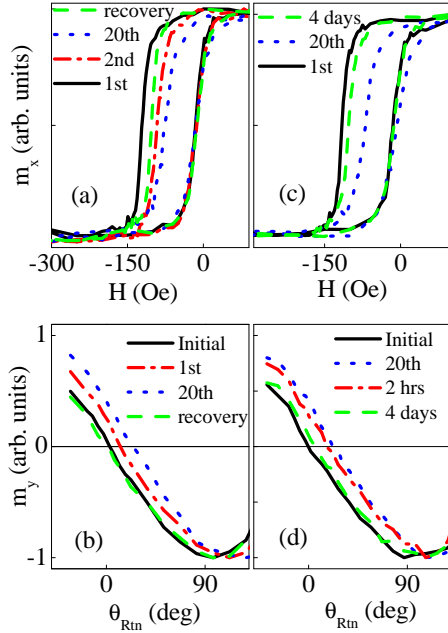 recovery
20th
2nd
1st
4 days
20th
1st
m_x (arb. units)
(a)
(c)
-300
-150
0
-150
0
H (Oe)
H (Oe)
1
0
-1
m_y (arb. units)
Initial
1st
20th
recovery
Initial
20th
2 hrs
4 days
(b)
(d)
0
90
0
90
θ_Rtn (deg)
θ_Rtn (deg)